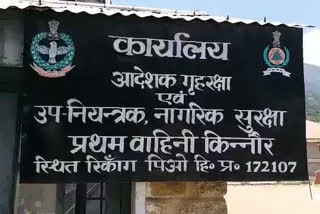 कार्यालय
आदेशक गृहरक्षा
एवं
उप-नियन्त्रक, नागरिक सुरक्षा
प्रथम वाहिनी किन्नौर
स्थित रिकाँग पिओ हि० प्र० 172107